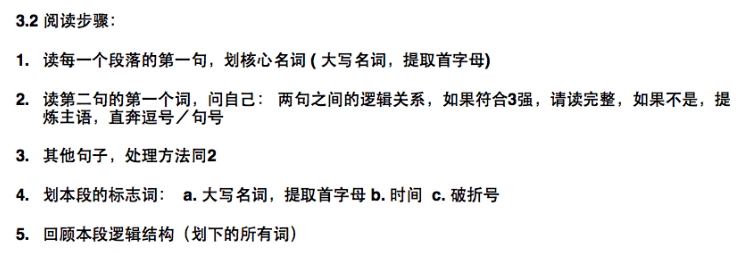 3.2 阅读步骤：
1. 读每一个段落的第一句，划核心名词 ( 大写名词，提取首字母)
2. 读第二句的第一个词，问自己： 两句之间的逻辑关系，如果符合3强，请读完整，如果不是，提
炼主语，直奔逗号／句号
3. 其他句子，处理方法同2
4. 划本段的标志词： a. 大写名词，提取首字母 b. 时间 c. 破折号
5. 回顾本段逻辑结构（划下的所有词）